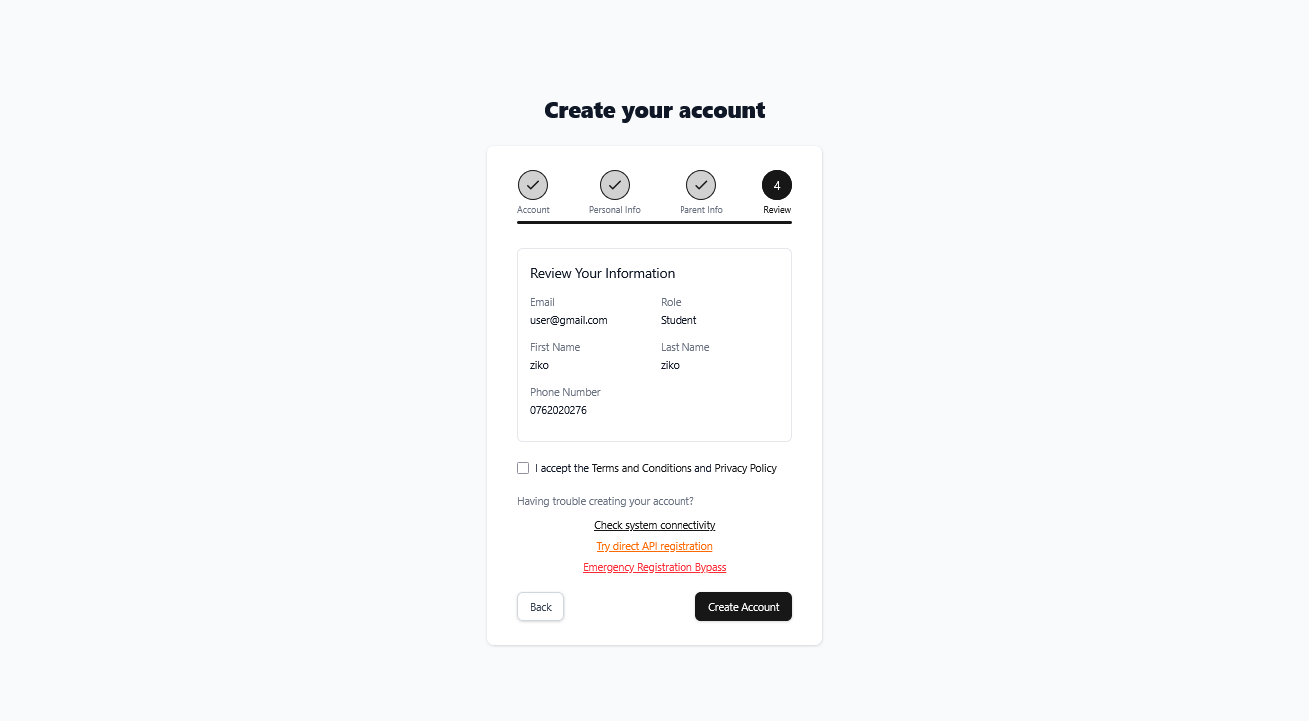 Create your account
4
Account Personal Info Parent Info Review
Review Your Information
Email Role
user@gmail.com Student
First Name Last Name
ziko ziko
Phone Number
0762020276
I accept the Terms and Conditions and Privacy Policy
Having trouble creating your account?
Check system connectivity
Try direct API registration
Emergency Registration Bypass
Back Create Account